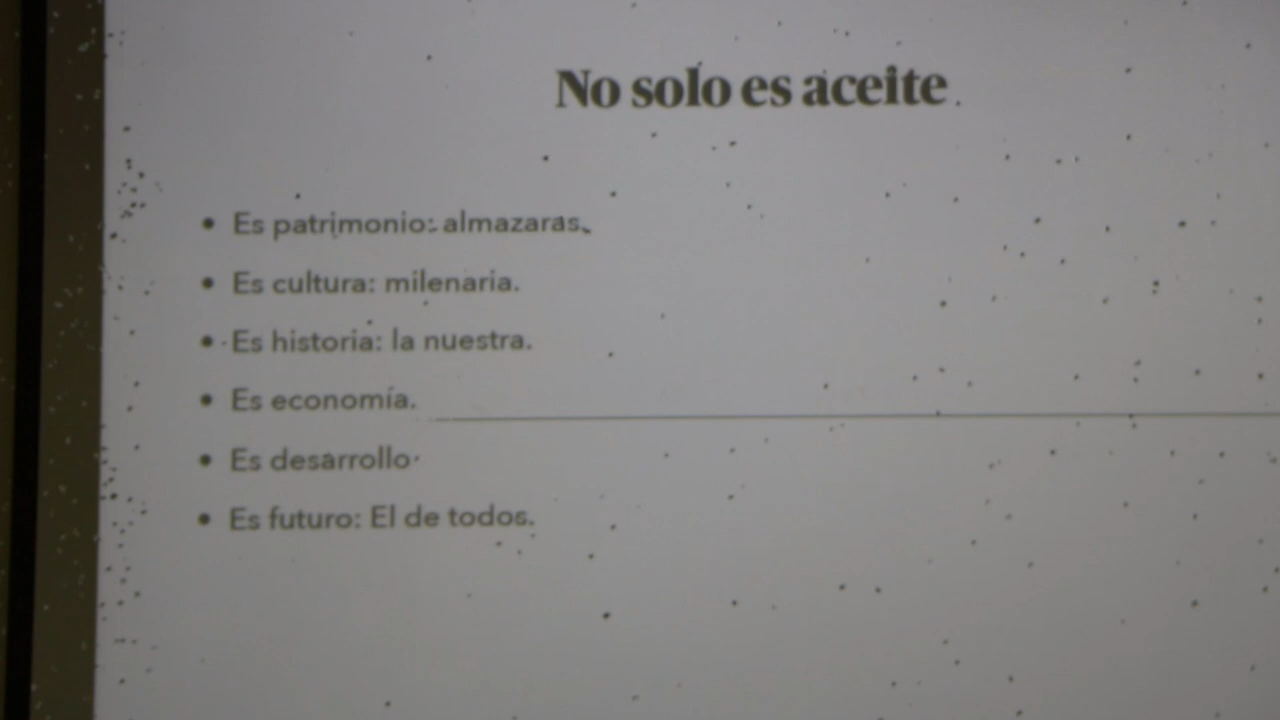 No solo es aceite
• Es patrimonio: almazaras.
• Es cultura: milenaria.
• Es historia: la nuestra.
• Es economía.
• Es desarrollo
• Es futuro: El de todos.